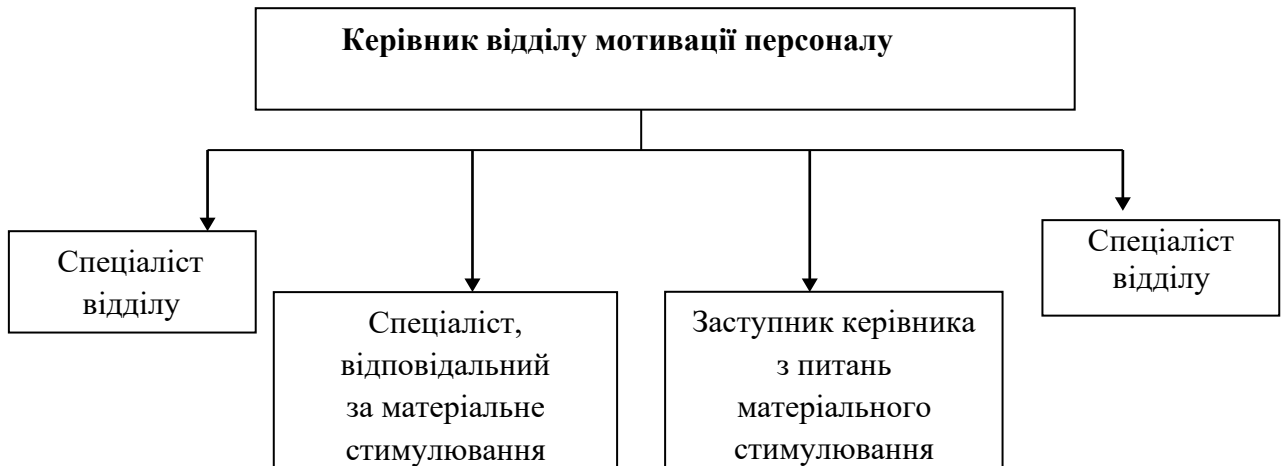 Керівник відділу мотивації персоналу
Спеціаліст
відділу
Спеціаліст,
відповідальний
за матеріальне
стимулювання
Заступник керівника
з питань
матеріального
стимулювання
Спеціаліст
відділу